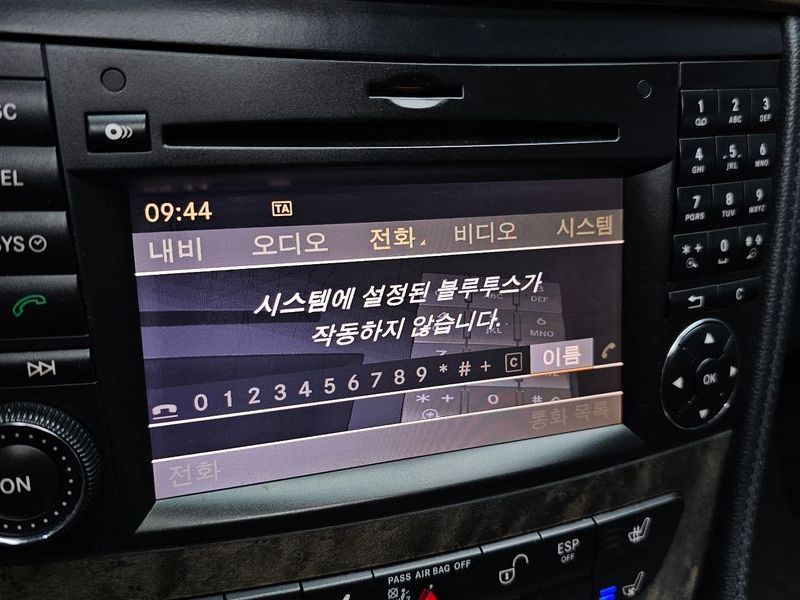 09:44 TA
내비 오디오 전화 비디오 시스템
시스템에 설정된 블루투스가
작동하지 않습니다.
0 1 2 3 4 5 6 7 8 9 * # + C 이름
통화 목록
전화
SYS
ON
1 2 ABC 3 DEF
4 GHI 5 JKL 6 MNO
7 PQRS 8 TUV 9 WXYZ
* + 0 #
C
OK
PASS AIR BAG OFF
ESP
OFF